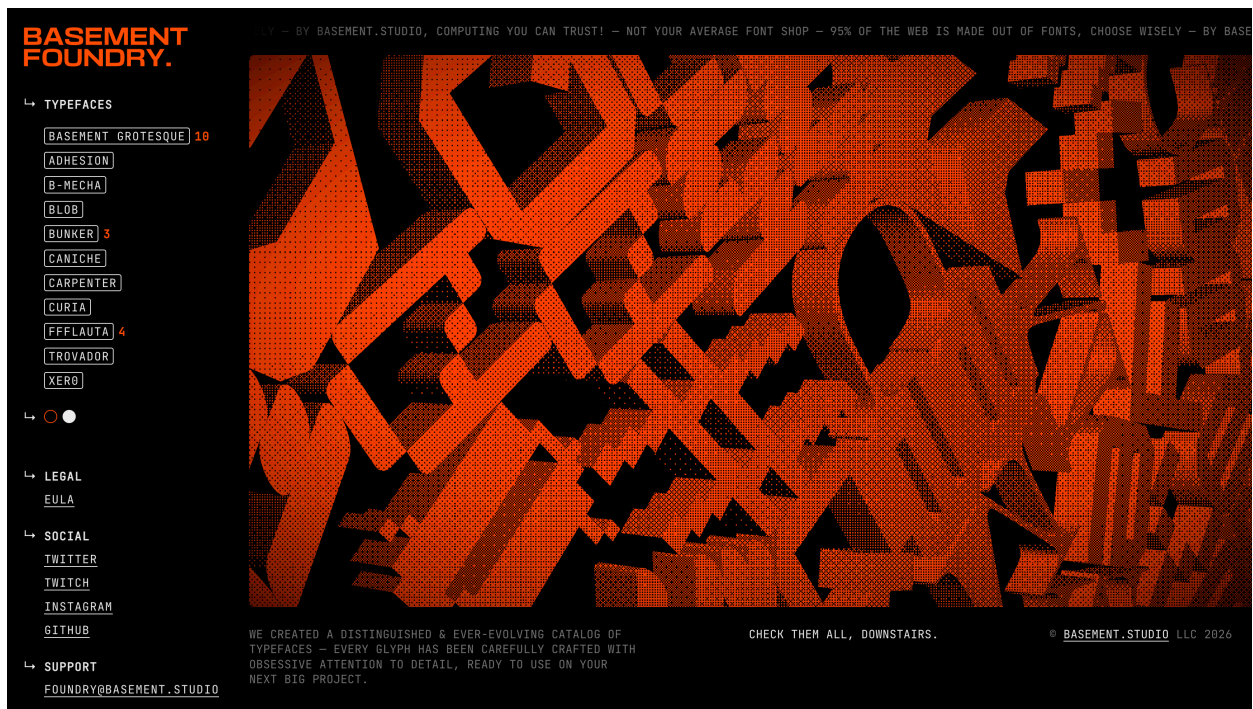 BASEMENT
FOUNDRY.
LY — BY BASEMENT.STUDIO, COMPUTING YOU CAN TRUST! — NOT YOUR AVERAGE FONT SHOP — 95% OF THE WEB IS MADE OUT OF FONTS, CHOOSE WISELY — BY BASE
↳ TYPEFACES
BASEMENT GROTESQUE 10
ADHESION
B-MECHA
BLOB
BUNKER 3
CANICHE
CARPENTER
CURIA
FFFLAUTA 4
TROVADOR
XER0
↳
↳ LEGAL
EULA
↳ SOCIAL
TWITTER
TWITCH
INSTAGRAM
GITHUB
↳ SUPPORT
FOUNDRY@BASEMENT.STUDIO
WE CREATED A DISTINGUISHED & EVER-EVOLVING CATALOG OF
TYPEFACES — EVERY GLYPH HAS BEEN CAREFULLY CRAFTED WITH
OBSESSIVE ATTENTION TO DETAIL, READY TO USE ON YOUR
NEXT BIG PROJECT.
CHECK THEM ALL, DOWNSTAIRS.
© BASEMENT.STUDIO LLC 2026